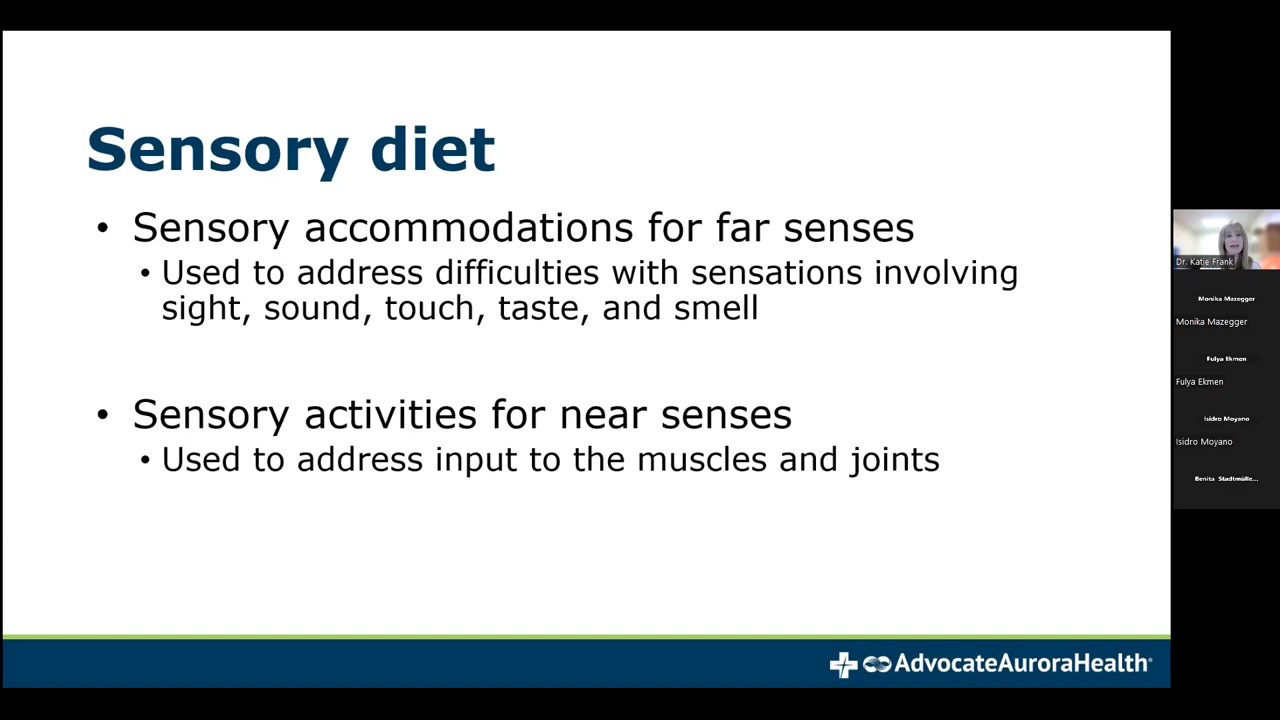 Sensory diet
• Sensory accommodations for far senses
• Used to address difficulties with sensations involving
sight, sound, touch, taste, and smell
• Sensory activities for near senses
• Used to address input to the muscles and joints
AdvocateAuroraHealth®
Dr. Katie Frank
Monika Mazegger
Monika Mazegger
Fulya Ekmen
Fulya Ekmen
Isidro Moyano
Isidro Moyano
Benita Stadtmülle...